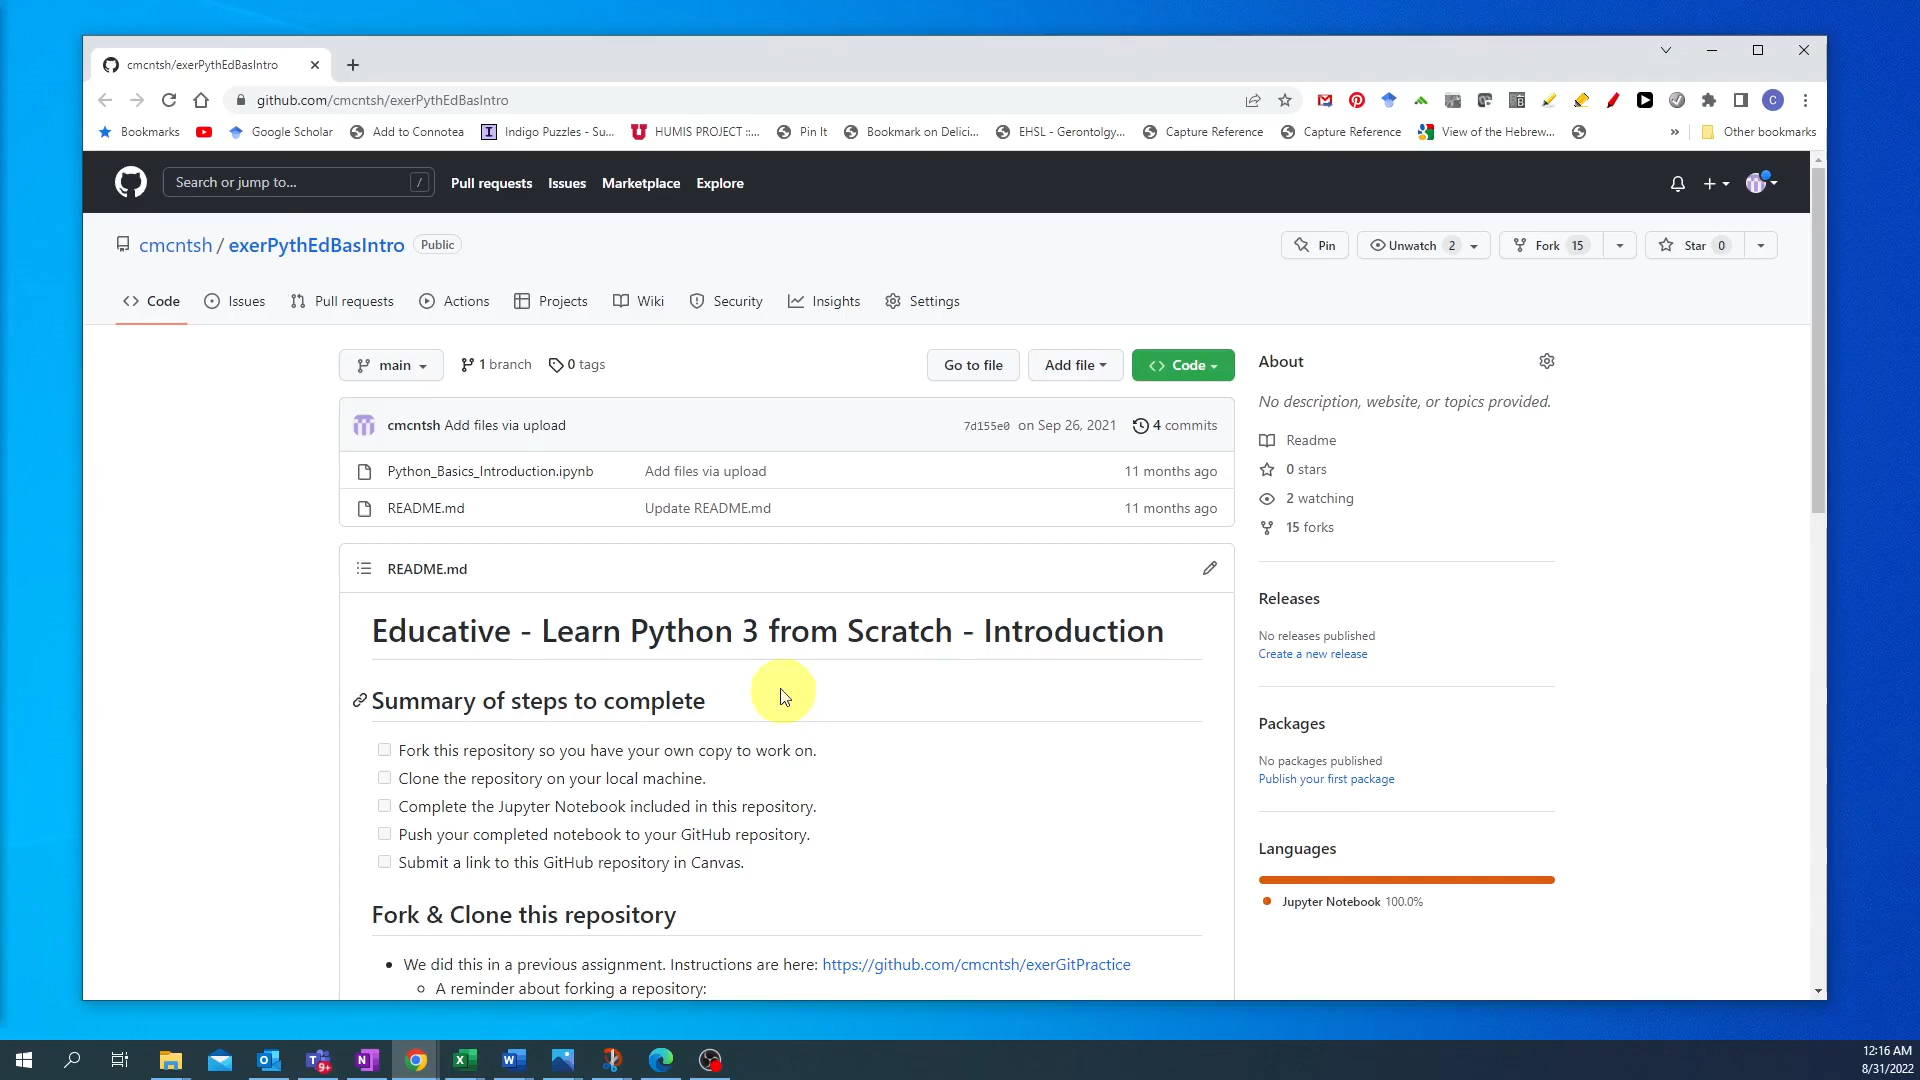 cmcntsh/exerPythEdBasIntro
github.com/cmcntsh/exerPythEdBasIntro
C
Bookmarks
Google Scholar
Add to Connotea
Indigo Puzzles - Su...
HUMIS PROJECT ::...
Pin It
Bookmark on Delici...
EHSL - Gerontolgy...
Capture Reference
Capture Reference
View of the Hebrew...
»
Other bookmarks
Search or jump to... /
Pull requests
Issues
Marketplace
Explore
cmcntsh / exerPythEdBasIntro Public
Pin
Unwatch 2
Fork 15
Star 0
Code
Issues
Pull requests
Actions
Projects
Wiki
Security
Insights
Settings
main
1 branch
0 tags
Go to file
Add file
Code
cmcntsh Add files via upload 7d155e0 on Sep 26, 2021 4 commits
Python_Basics_Introduction.ipynb Add files via upload 11 months ago
README.md Update README.md 11 months ago
README.md
Educative - Learn Python 3 from Scratch - Introduction
Summary of steps to complete
Fork this repository so you have your own copy to work on.
Clone the repository on your local machine.
Complete the Jupyter Notebook included in this repository.
Push your completed notebook to your GitHub repository.
Submit a link to this GitHub repository in Canvas.
Fork & Clone this repository
We did this in a previous assignment. Instructions are here: https://github.com/cmcntsh/exerGitPractice
A reminder about forking a repository:
About
No description, website, or topics provided.
Readme
0 stars
2 watching
15 forks
Releases
No releases published
Create a new release
Packages
No packages published
Publish your first package
Languages
Jupyter Notebook 100.0%
9+
12:16 AM
8/31/2022